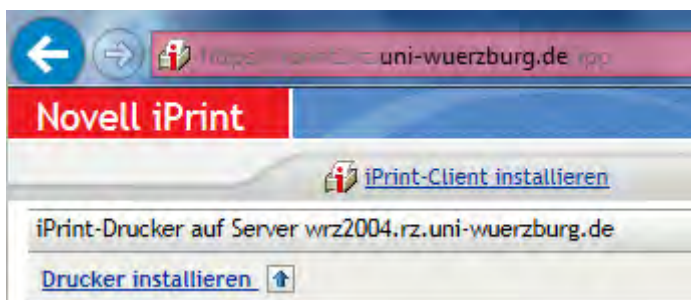 uni-wuerzburg.de
Novell iPrint
iPrint-Client installieren
iPrint-Drucker auf Server wrz2004.rz.uni-wuerzburg.de
Drucker installieren